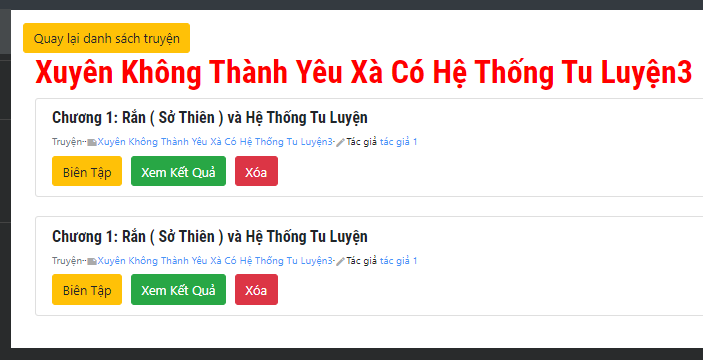 Quay lại danh sách truyện
Xuyên Không Thành Yêu Xà Có Hệ Thống Tu Luyện3
Chương 1: Rắn ( Sở Thiên ) và Hệ Thống Tu Luyện
Truyện--Xuyên Không Thành Yêu Xà Có Hệ Thống Tu Luyện3-Tác giả tác giả 1
Biên Tập Xem Kết Quả Xóa
Chương 1: Rắn ( Sở Thiên ) và Hệ Thống Tu Luyện
Truyện--Xuyên Không Thành Yêu Xà Có Hệ Thống Tu Luyện3-Tác giả tác giả 1
Biên Tập Xem Kết Quả Xóa